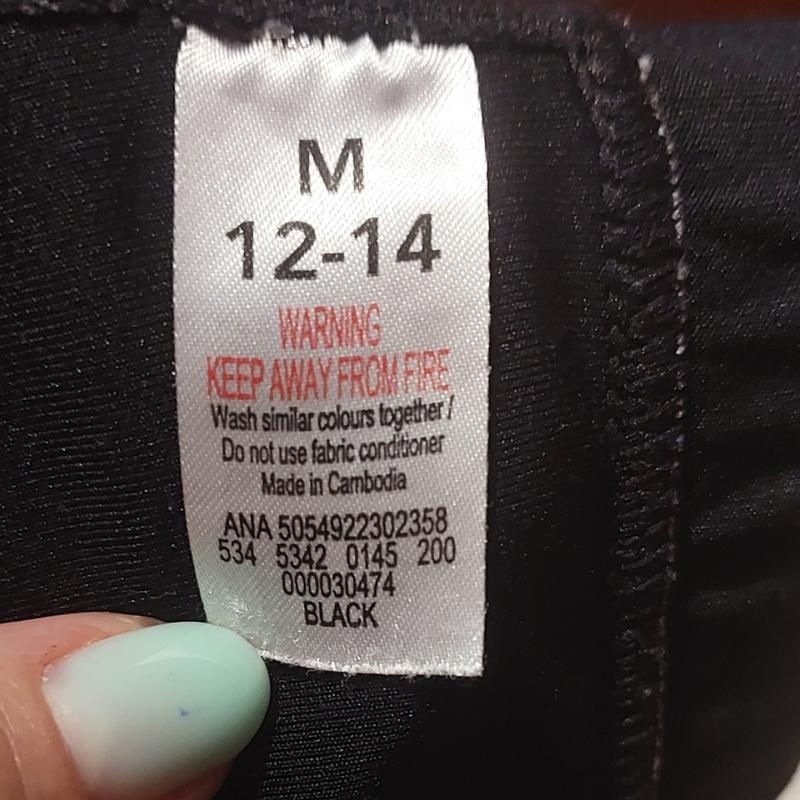 M
12-14
WARNING
KEEP AWAY FROM FIRE
Wash similar colours together /
Do not use fabric conditioner
Made in Cambodia
ANA 5054922302358
534 5342 0145 200
000030474
BLACK